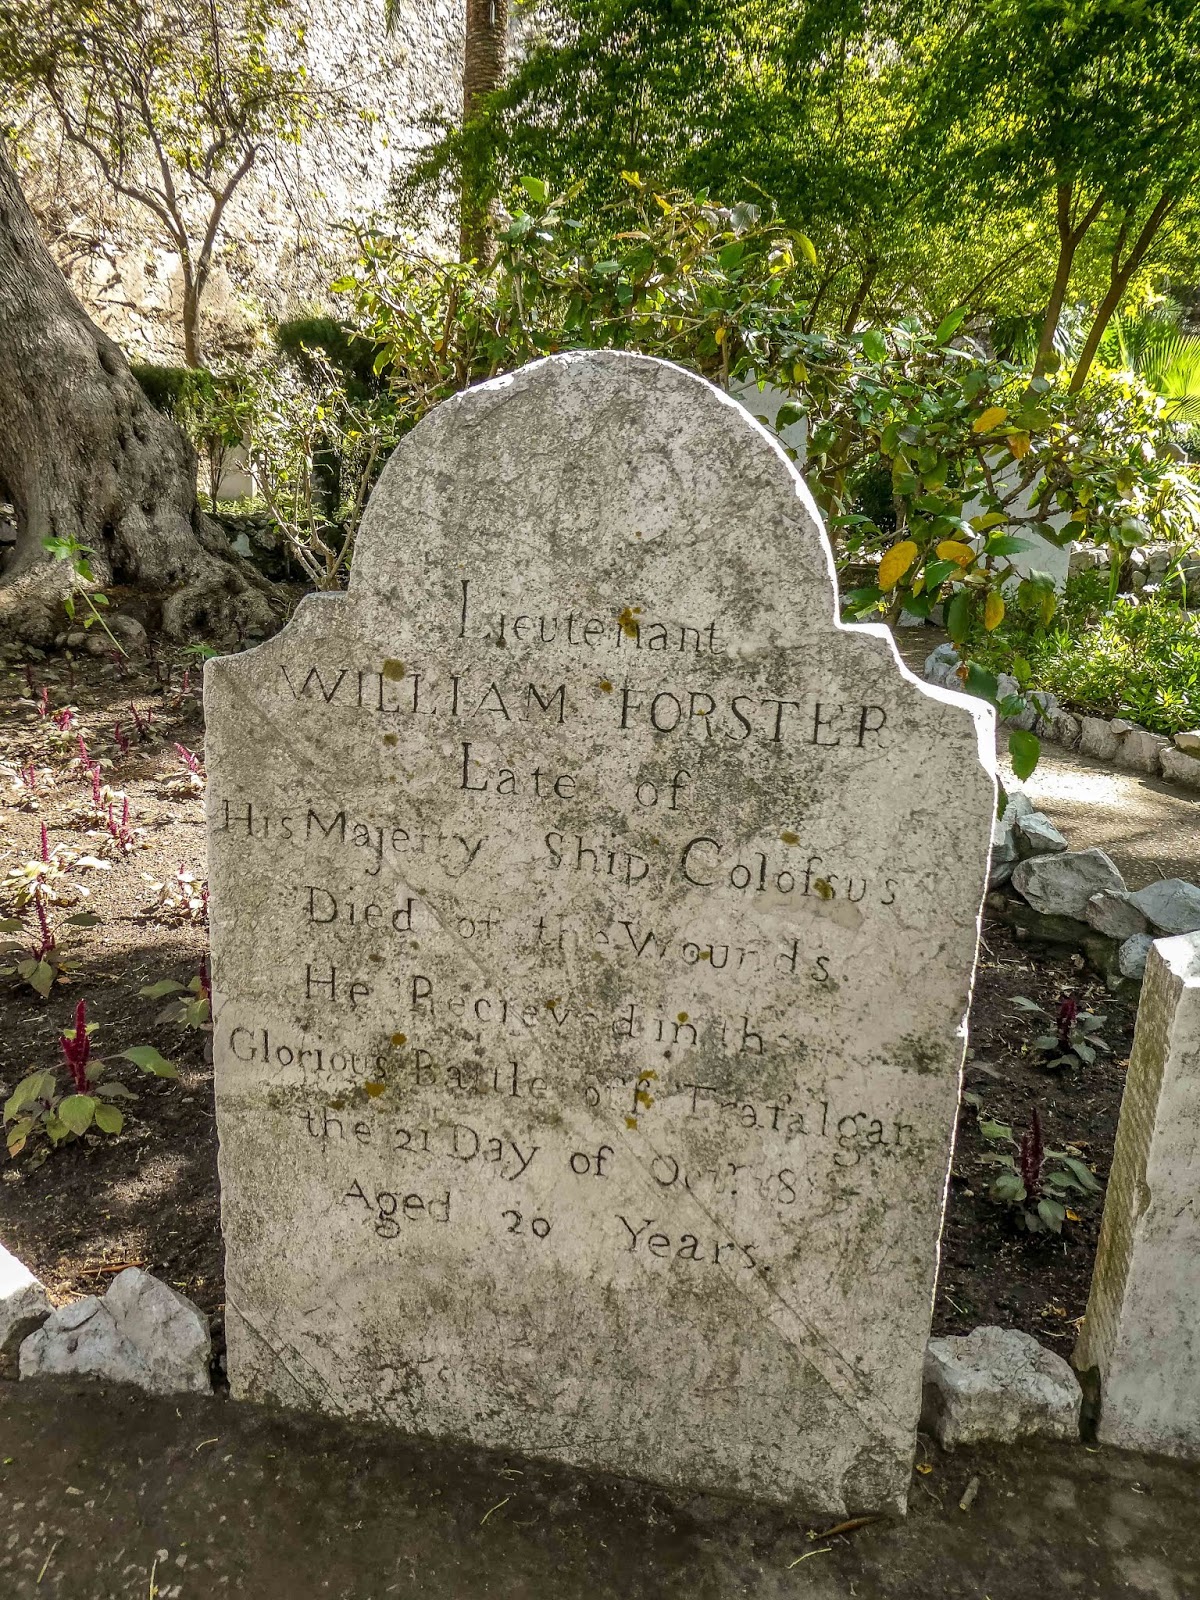 Lieutenant
WILLIAM FORSTER
Late of
His Majesty Ship Colofsus
Died of the Wounds
He Recieved in the
Glorious Battle off Trafalgar
the 21 Day of
Aged 20 Years.